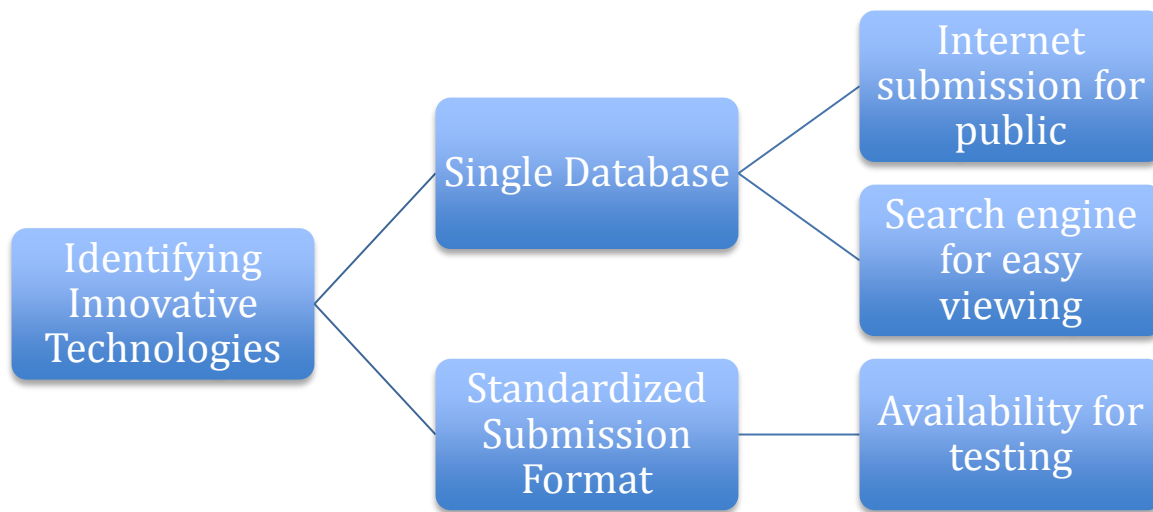 Identifying
Innovative
Technologies
Single Database
Internet
submission for
public
Search engine
for easy
viewing
Standardized
Submission
Format
Availability for
testing